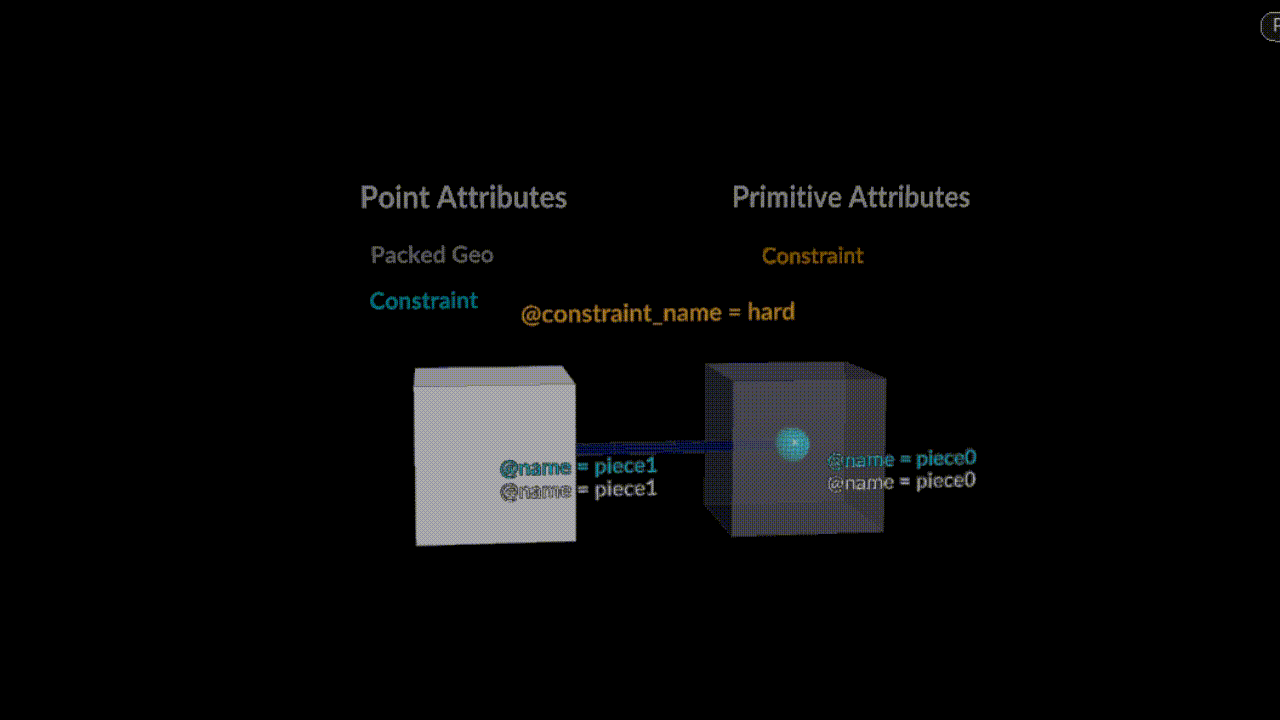 Point Attributes
Primitive Attributes
Packed Geo
Constraint
Constraint
@constraint_name = hard
@name = piece1
@name = piece1
@name = piece0
@name = piece0